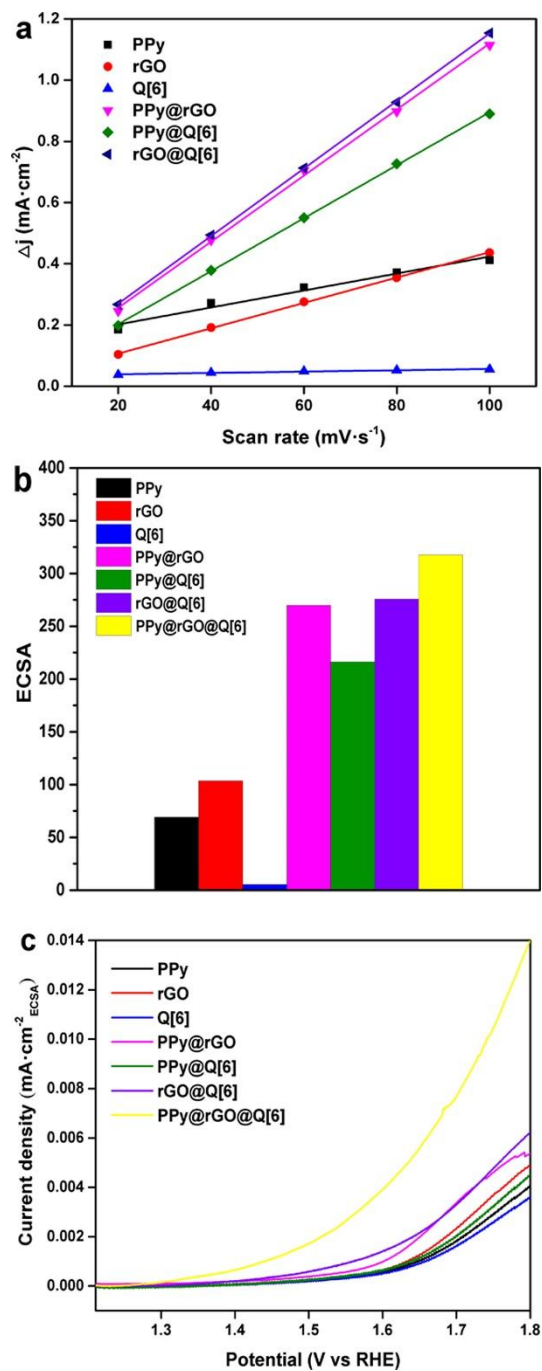 a
1.2
1.0
0.8
0.6
0.4
0.2
0.0
Δj (mA·cm⁻²)
PPy
rGO
Q[6]
PPy@rGO
PPy@Q[6]
rGO@Q[6]
20 40 60 80 100
Scan rate (mV·s⁻¹)
b
400
350
300
250
200
150
100
50
0
ECSA
PPy
rGO
Q[6]
PPy@rGO
PPy@Q[6]
rGO@Q[6]
PPy@rGO@Q[6]
c
0.014
0.012
0.010
0.008
0.006
0.004
0.002
0.000
Current density (mA·cm⁻² ECSA)
PPy
rGO
Q[6]
PPy@rGO
PPy@Q[6]
rGO@Q[6]
PPy@rGO@Q[6]
1.3 1.4 1.5 1.6 1.7 1.8
Potential (V vs RHE)